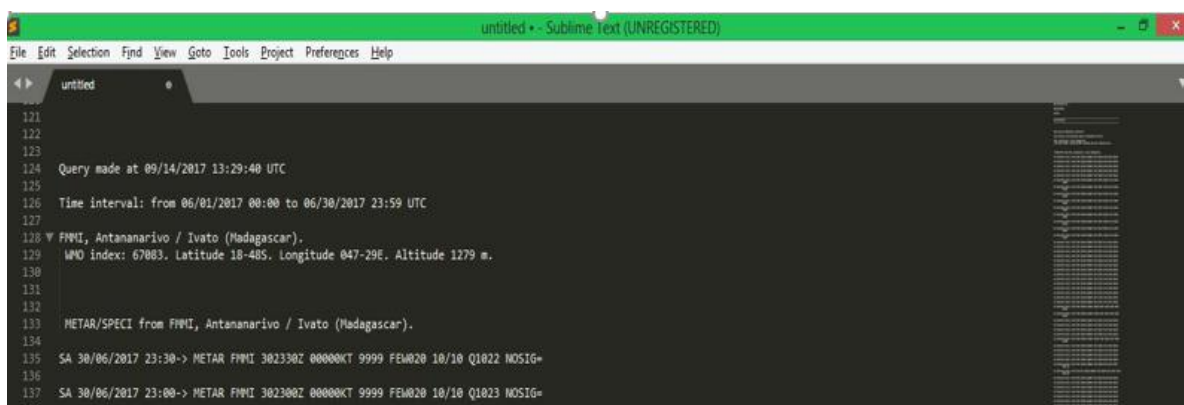 untitled • - Sublime Text (UNREGISTERED)
File Edit Selection Find View Goto Tools Project Preferences Help
untitled
121
122
123
124 Query made at 09/14/2017 13:29:40 UTC
125
126 Time interval: from 06/01/2017 00:00 to 06/30/2017 23:59 UTC
127
128 FMMI, Antananarivo / Ivato (Madagascar).
129 WMO index: 67083. Latitude 18-48S. Longitude 047-29E. Altitude 1279 m.
130
131
132
133 METAR/SPECI from FMMI, Antananarivo / Ivato (Madagascar).
134
135 SA 30/06/2017 23:30-> METAR FMMI 302330Z 00000KT 9999 FEW020 10/10 Q1022 NOSIG=
136
137 SA 30/06/2017 23:00-> METAR FMMI 302300Z 00000KT 9999 FEW020 10/10 Q1023 NOSIG=